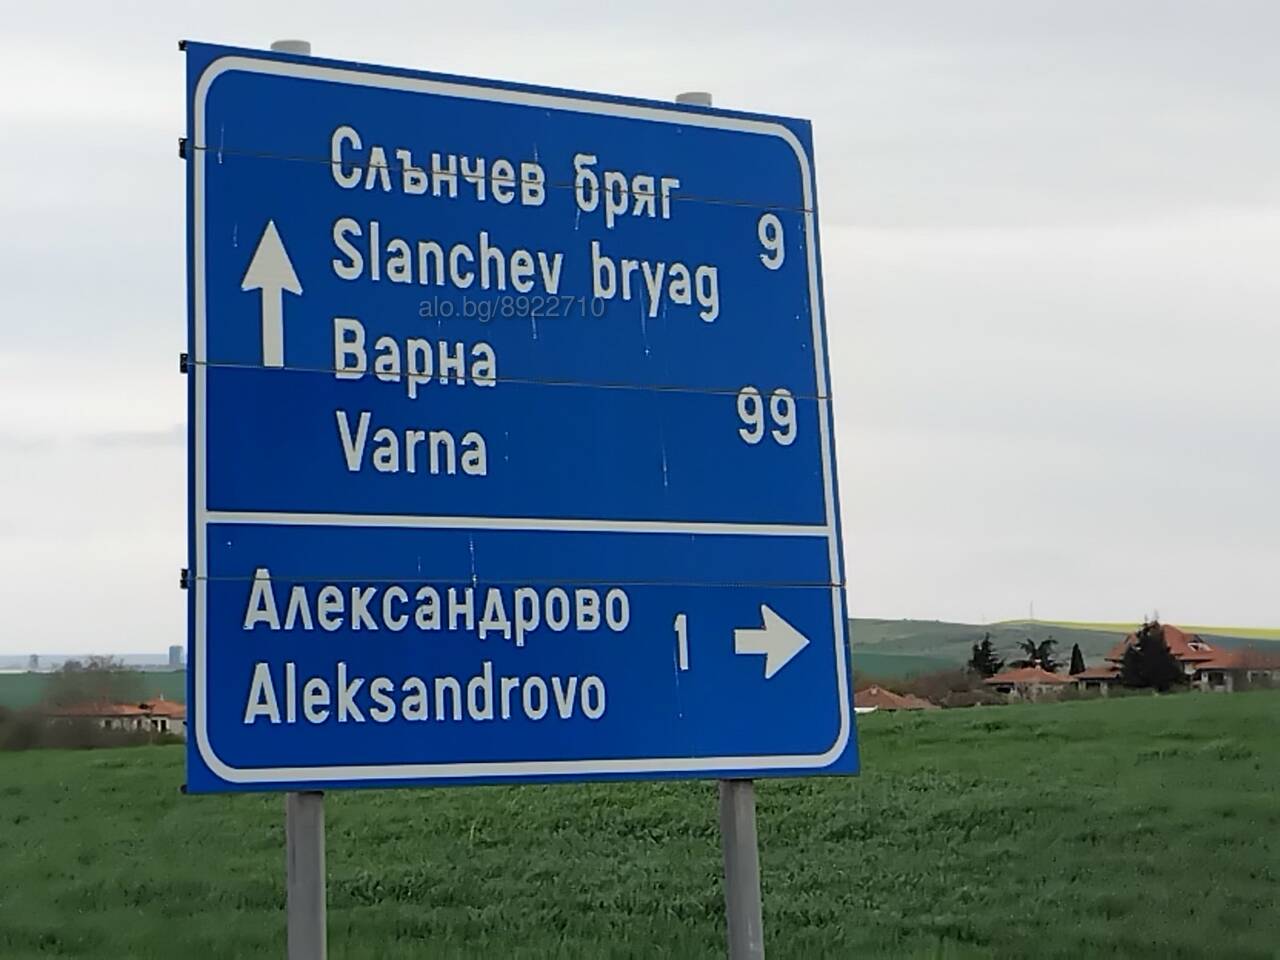 Слънчев бряг
Slanchev bryag 9
alo.bg/8922710
Варна
Varna 99
Александрово
Aleksandrovo 1